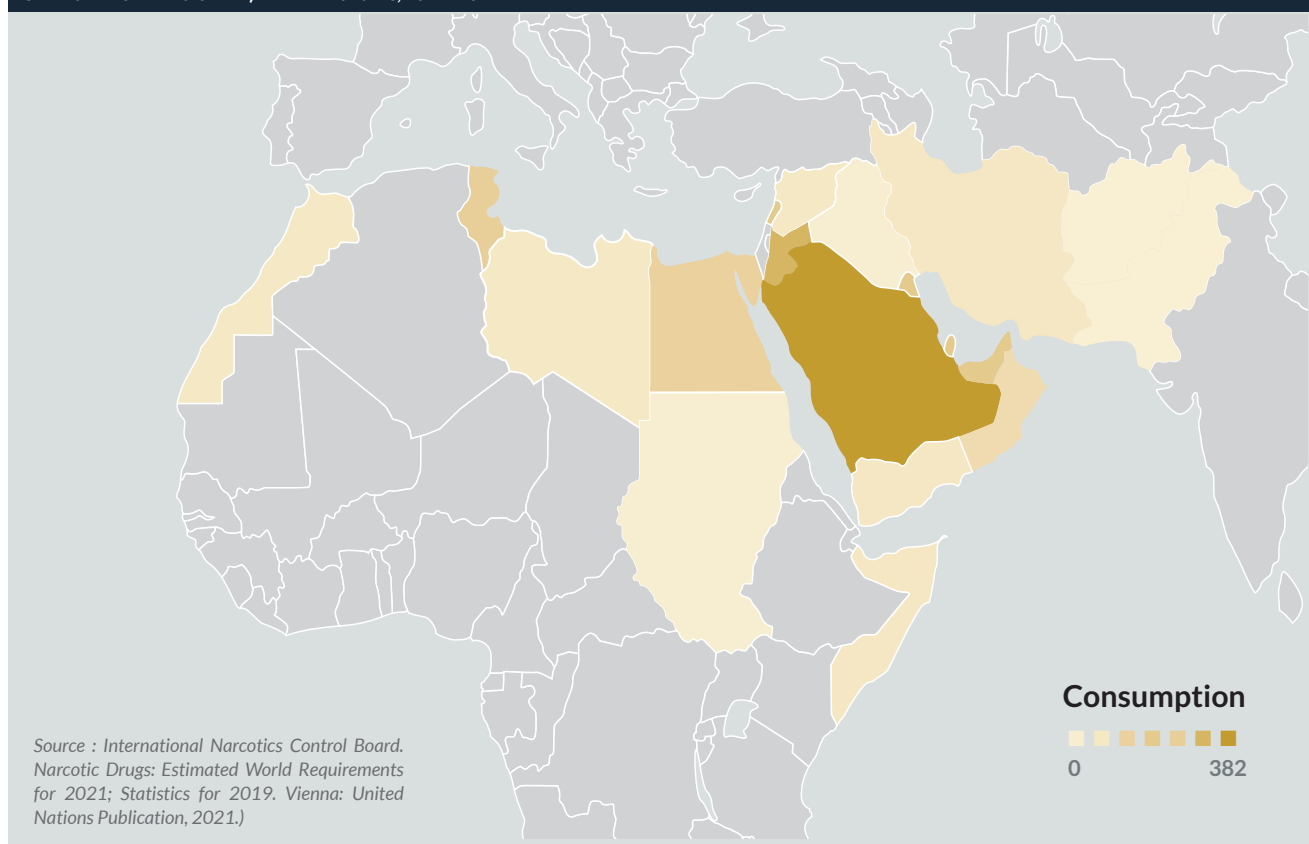 Consumption
0 382
Source : International Narcotics Control Board.
Narcotic Drugs: Estimated World Requirements
for 2021; Statistics for 2019. Vienna: United
Nations Publication, 2021.)